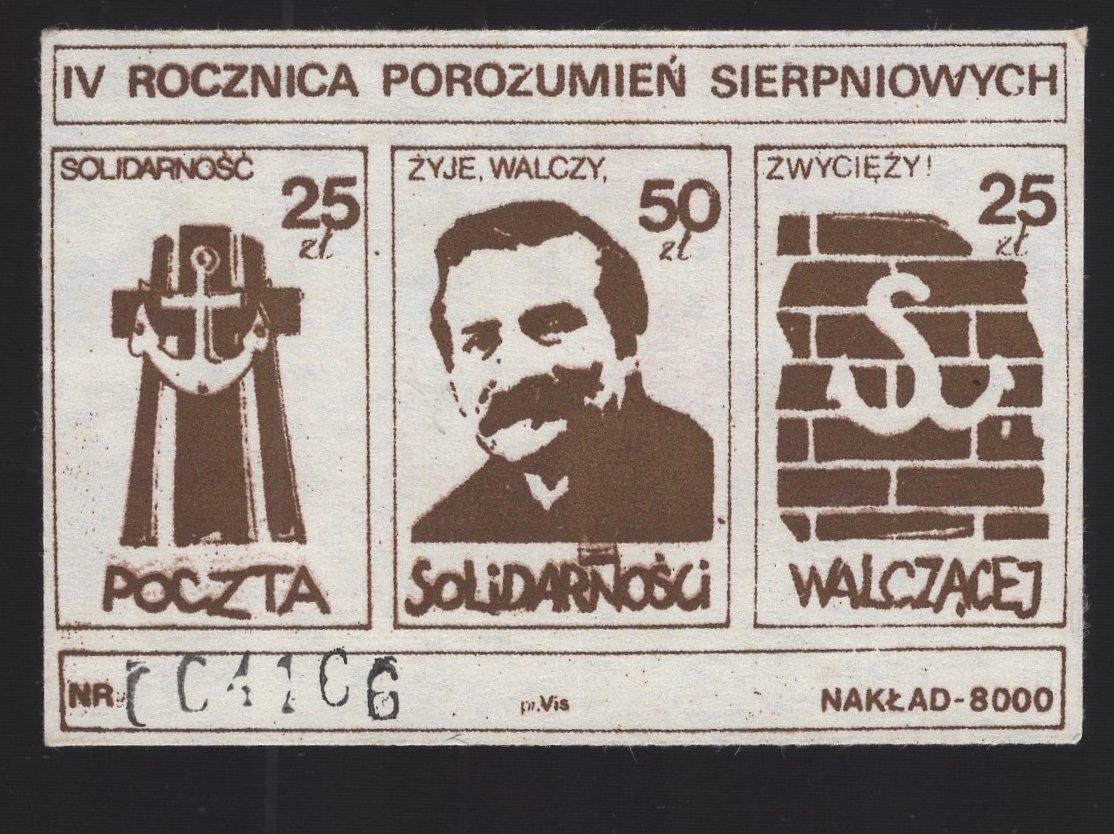 IV ROCZNICA POROZUMIEŃ SIERPNIOWYCH
SOLIDARNOŚĆ
25
zł
POCZTA
ŻYJE, WALCZY,
50
zł
SOLiDARNOŚCi
ZWYCIĘŻY!
25
zł
WALCZĄCEJ
NR 004106
pr. Vis
NAKŁAD-8000